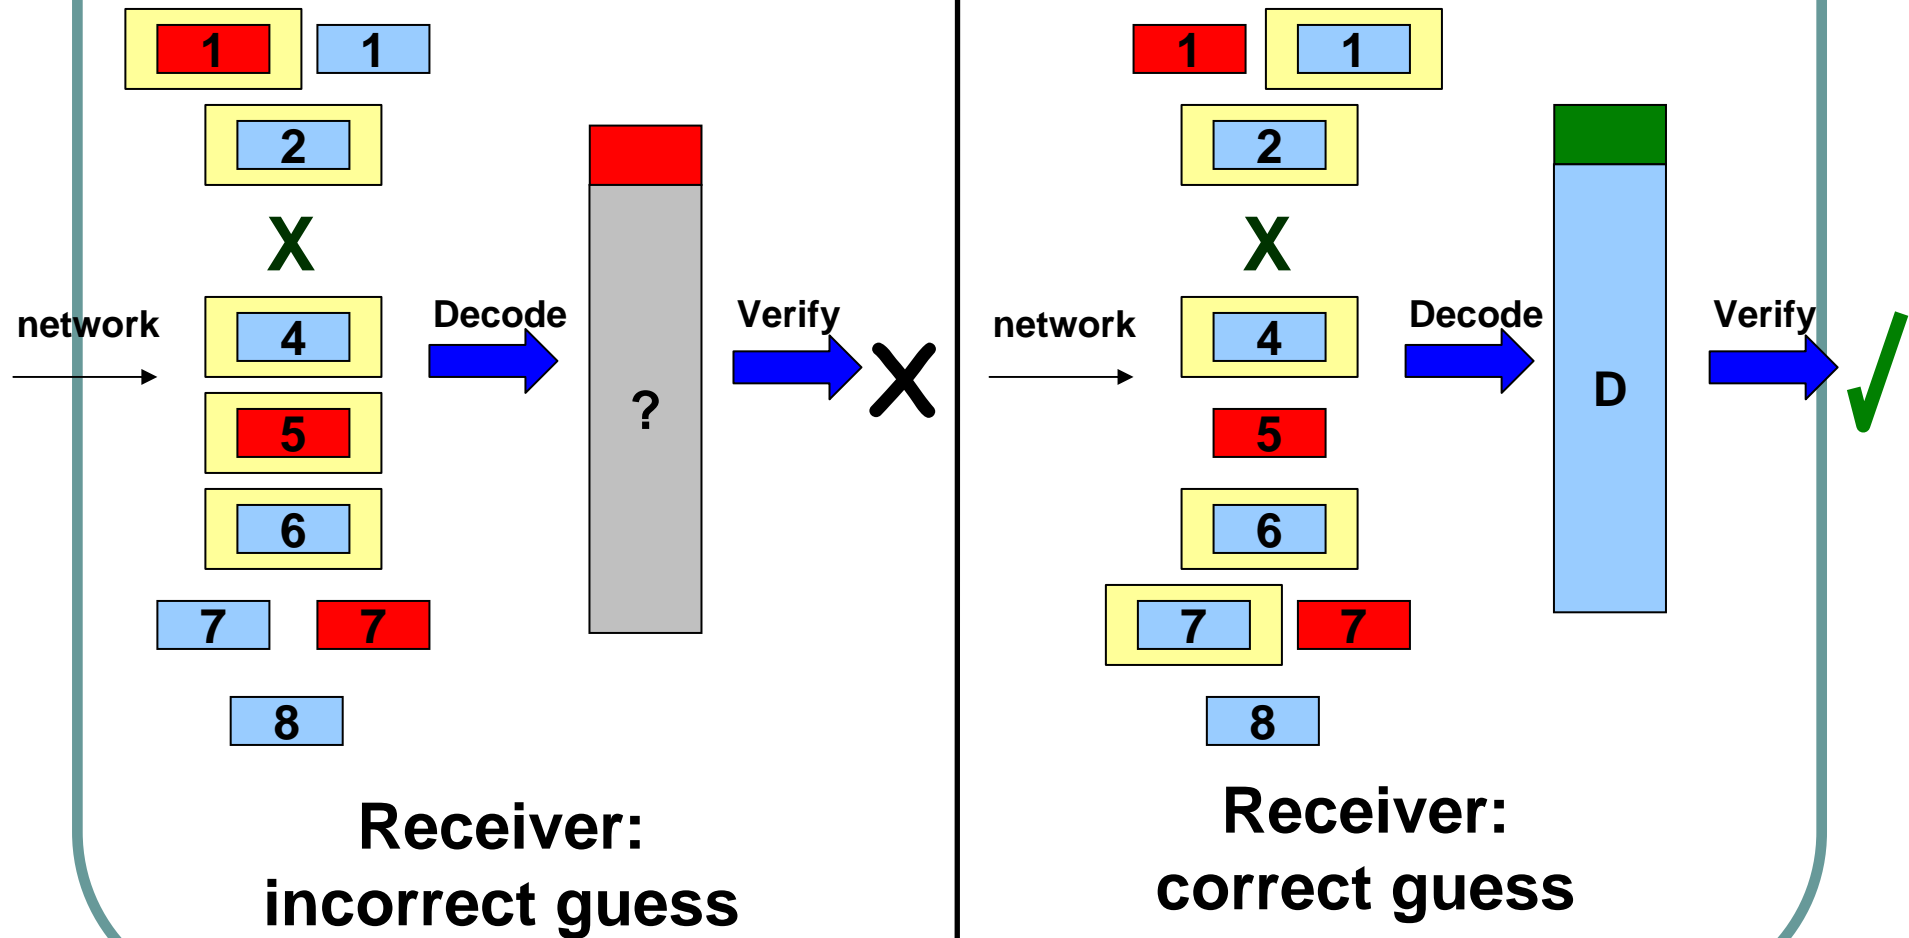 1 1
2
X
network
4
Decode
?
Verify
X
5
6
7 7
8
Receiver:
incorrect guess
1 1
2
X
network
4
Decode
D
Verify
5
6
7 7
8
Receiver:
correct guess